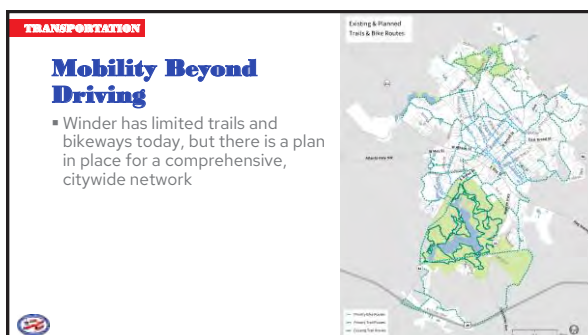 TRANSPORTATION
Mobility Beyond
Driving
▪ Winder has limited trails and
bikeways today, but there is a plan
in place for a comprehensive,
citywide network
Existing & Planned
Trails & Bike Routes